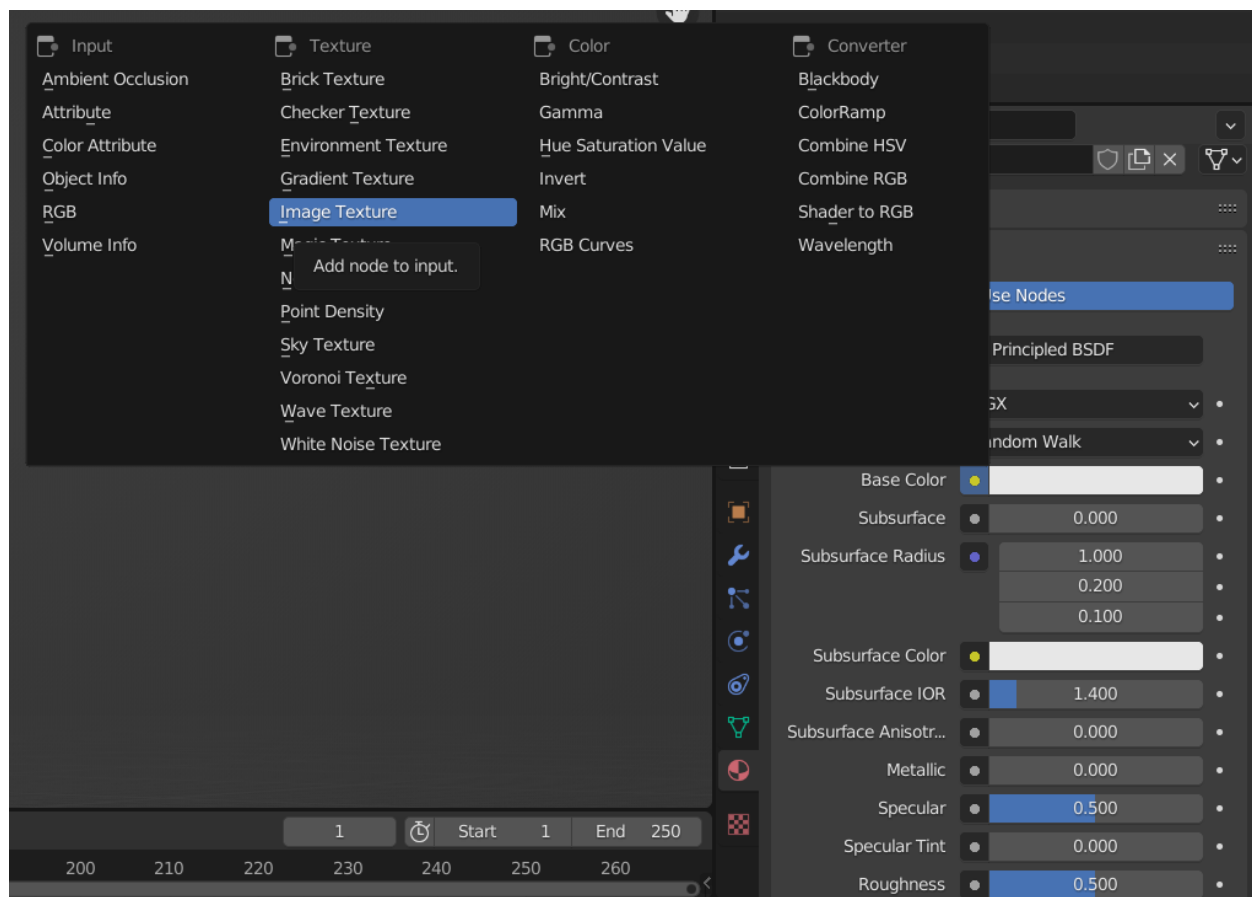 Input
Ambient Occlusion
Attribute
Color Attribute
Object Info
RGB
Volume Info
Texture
Brick Texture
Checker Texture
Environment Texture
Gradient Texture
Image Texture
Add node to input.
Point Density
Sky Texture
Voronoi Texture
Wave Texture
White Noise Texture
Color
Bright/Contrast
Gamma
Hue Saturation Value
Invert
Mix
RGB Curves
Converter
Blackbody
ColorRamp
Combine HSV
Combine RGB
Shader to RGB
Wavelength
se Nodes
Principled BSDF
GX
ndom Walk
Base Color
Subsurface 0.000
Subsurface Radius 1.000
0.200
0.100
Subsurface Color
Subsurface IOR 1.400
Subsurface Anisotr... 0.000
Metallic 0.000
Specular 0.500
Specular Tint 0.000
Roughness 0.500
1 Start 1 End 250
200 210 220 230 240 250 260